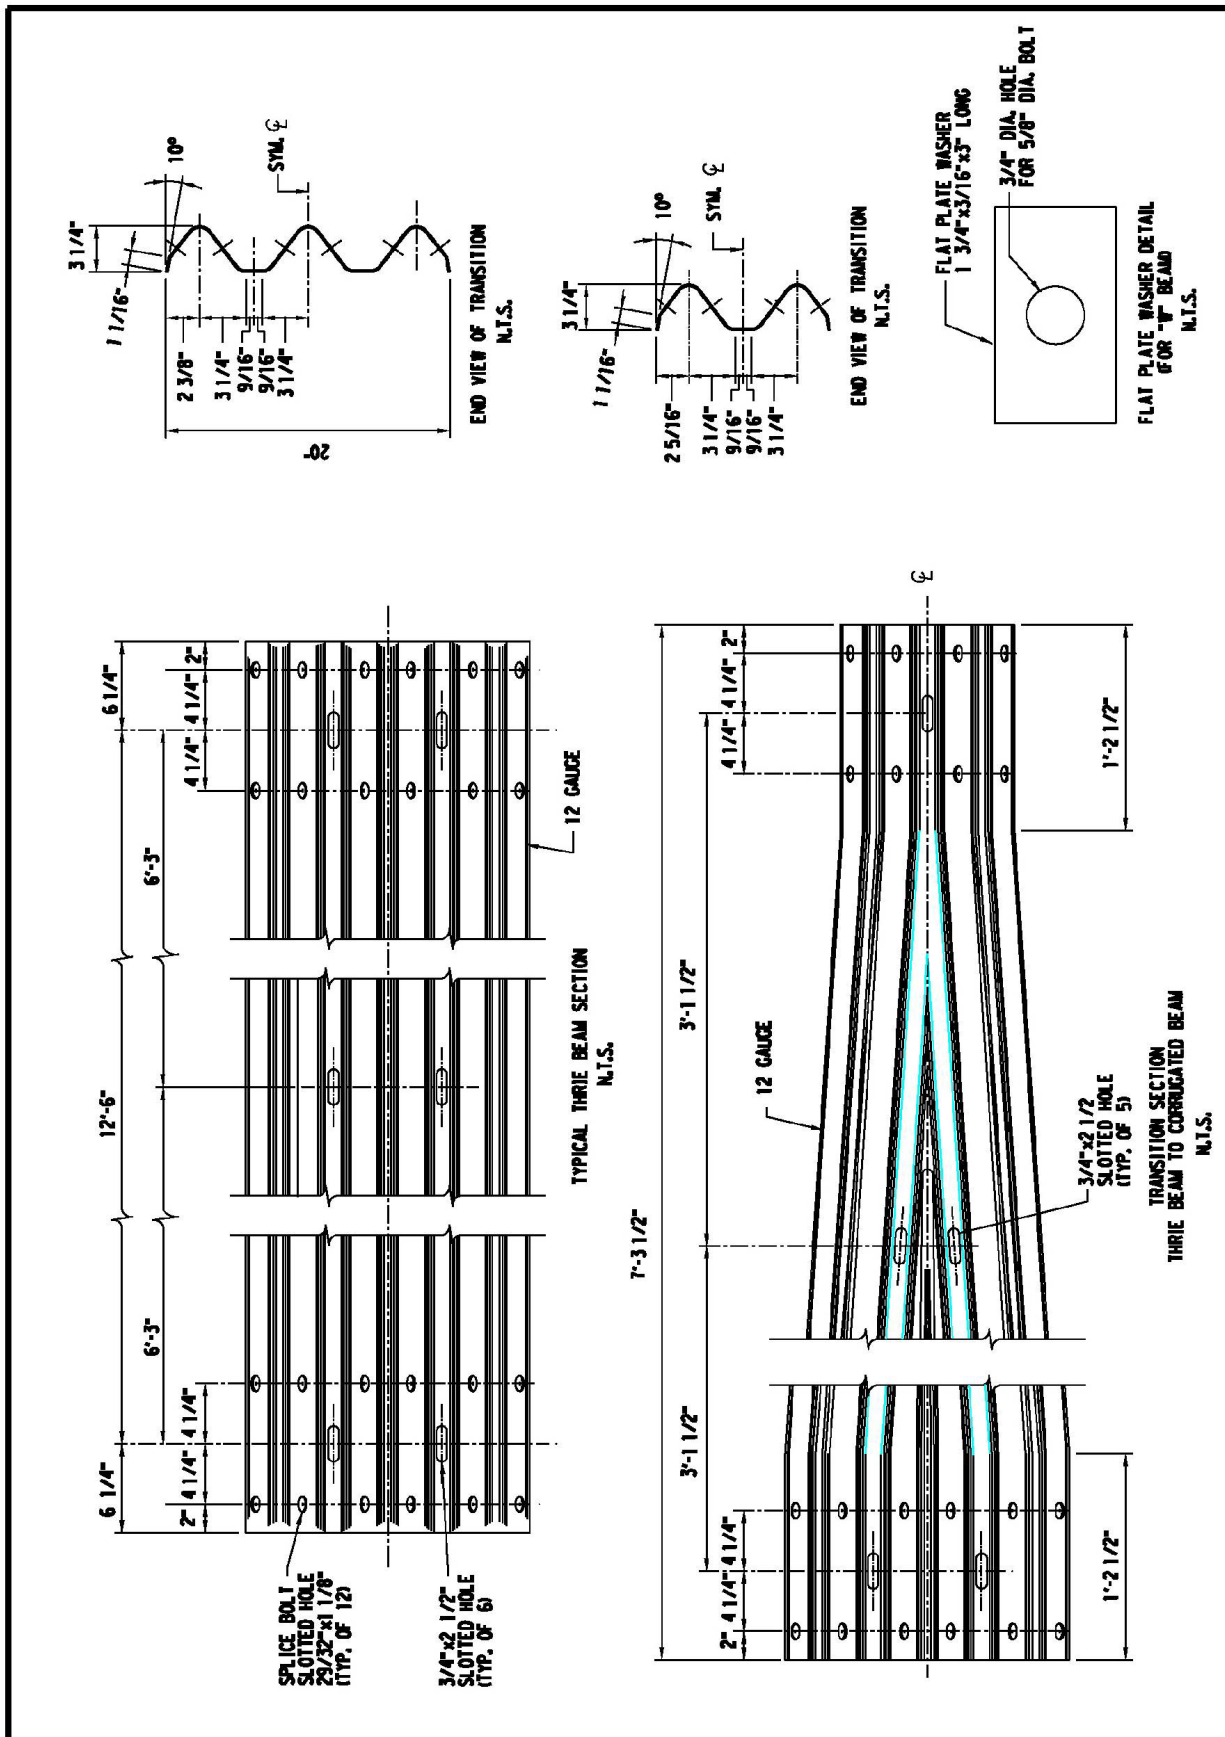 6 1/4"
12'-6"
6 1/4"
6'-3"
6'-3"
2"
4 1/4"
4 1/4"
4 1/4"
4 1/4"
2"
SPLICE BOLT
SLOTTED HOLE
29/32"x1 1/8"
(TYP. OF 12)
3/4"x2 1/2"
SLOTTED HOLE
(TYP. OF 6)
12 GAUGE
TYPICAL THRIE BEAM SECTION
N.T.S.
7'-3 1/2"
3'-1 1/2"
3'-1 1/2"
2"
4 1/4"
4 1/4"
4 1/4"
4 1/4"
2"
12 GAUGE
℄
1'-2 1/2"
1'-2 1/2"
3/4"x2 1/2
SLOTTED HOLE
(TYP. OF 5)
TRANSITION SECTION
THRIE BEAM TO CORRUGATED BEAM
N.T.S.
3 1/4"
1 1/16"
10°
SYM. ℄
2 3/8"
3 1/4"
9/16"
9/16"
3 1/4"
20"
END VIEW OF TRANSITION
N.T.S.
3 1/4"
1 1/16"
10°
SYM. ℄
2 5/16"
3 1/4"
9/16"
9/16"
3 1/4"
END VIEW OF TRANSITION
N.T.S.
FLAT PLATE WASHER
1 3/4"x3/16"x3" LONG
3/4" DIA. HOLE
FOR 5/8" DIA. BOLT
FLAT PLATE WASHER DETAIL
(FOR "W" BEAM)
N.T.S.